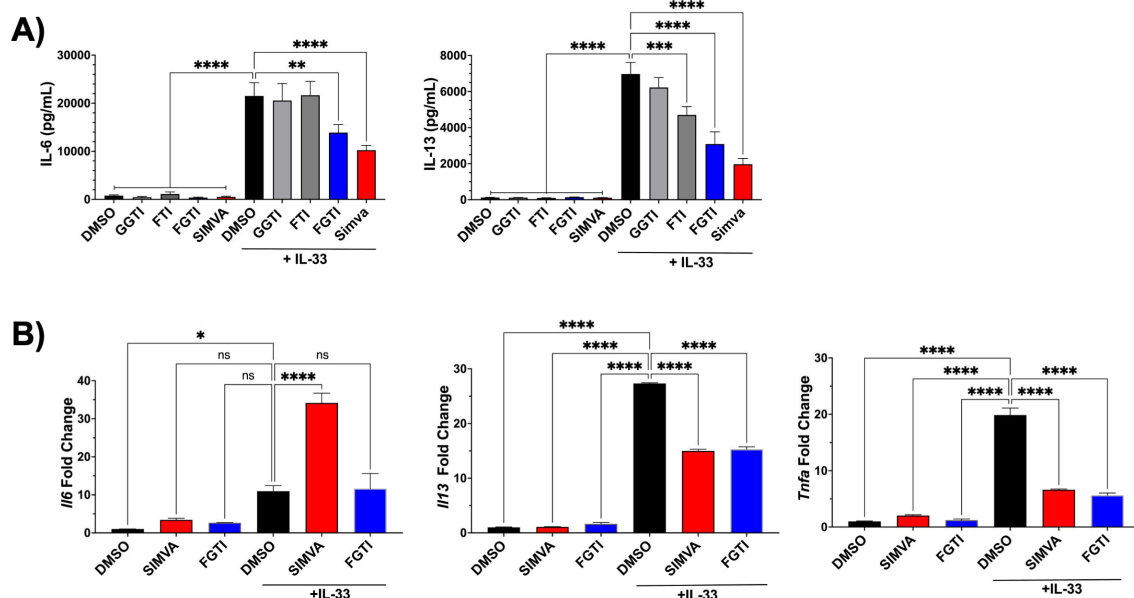 A)
IL-6 (pg/mL)
30000
20000
10000
0
****
**
****
DMSO
GGTI
FTI
FGTI
SIMVA
DMSO
GGTI
FTI
FGTI
Simva
+ IL-33
IL-13 (pg/mL)
8000
6000
4000
2000
0
****
****
****
***
DMSO
GGTI
FTI
FGTI
SIMVA
DMSO
GGTI
FTI
FGTI
Simva
+ IL-33
B)
Il6 Fold Change
40
30
20
10
0
*
ns
ns
ns
****
DMSO
SIMVA
FGTI
DMSO
SIMVA
FGTI
+IL-33
Il13 Fold Change
30
20
10
0
****
****
****
****
****
DMSO
SIMVA
FGTI
DMSO
SIMVA
FGTI
+IL-33
Tnfa Fold Change
30
20
10
0
****
****
****
****
****
DMSO
SIMVA
FGTI
DMSO
SIMVA
FGTI
+IL-33